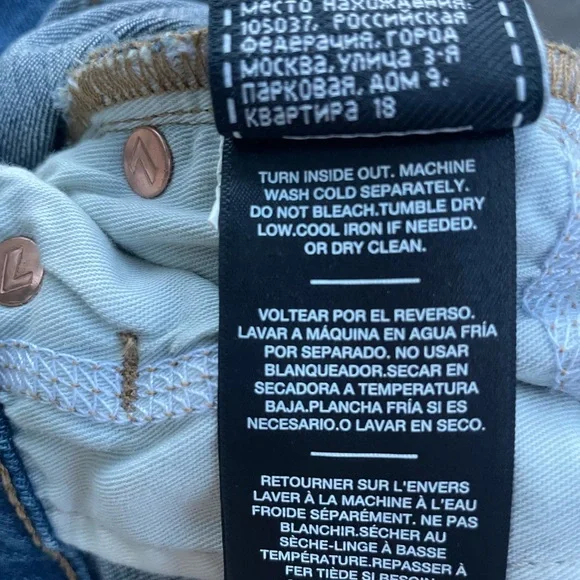 МЕСТО НАХОЖДЕНИЯ:
105037, РОССИЙСКАЯ
ФЕДЕРАЦИЯ, ГОРОД
МОСКВА, УЛИЦА 3-Я
ПАРКОВАЯ, ДОМ 9,
КВАРТИРА 18
TURN INSIDE OUT. MACHINE
WASH COLD SEPARATELY.
DO NOT BLEACH.TUMBLE DRY
LOW.COOL IRON IF NEEDED.
OR DRY CLEAN.
VOLTEAR POR EL REVERSO.
LAVAR A MÁQUINA EN AGUA FRÍA
POR SEPARADO. NO USAR
BLANQUEADOR.SECAR EN
SECADORA A TEMPERATURA
BAJA.PLANCHA FRÍA SI ES
NECESARIO.O LAVAR EN SECO.
RETOURNER SUR L'ENVERS
LAVER À LA MACHINE À L'EAU
FROIDE SÉPARÉMENT. NE PAS
BLANCHIR.SÉCHER AU
SÈCHE-LINGE À BASSE
TEMPÉRATURE.REPASSER À
FER TIÈDE SI BESOIN